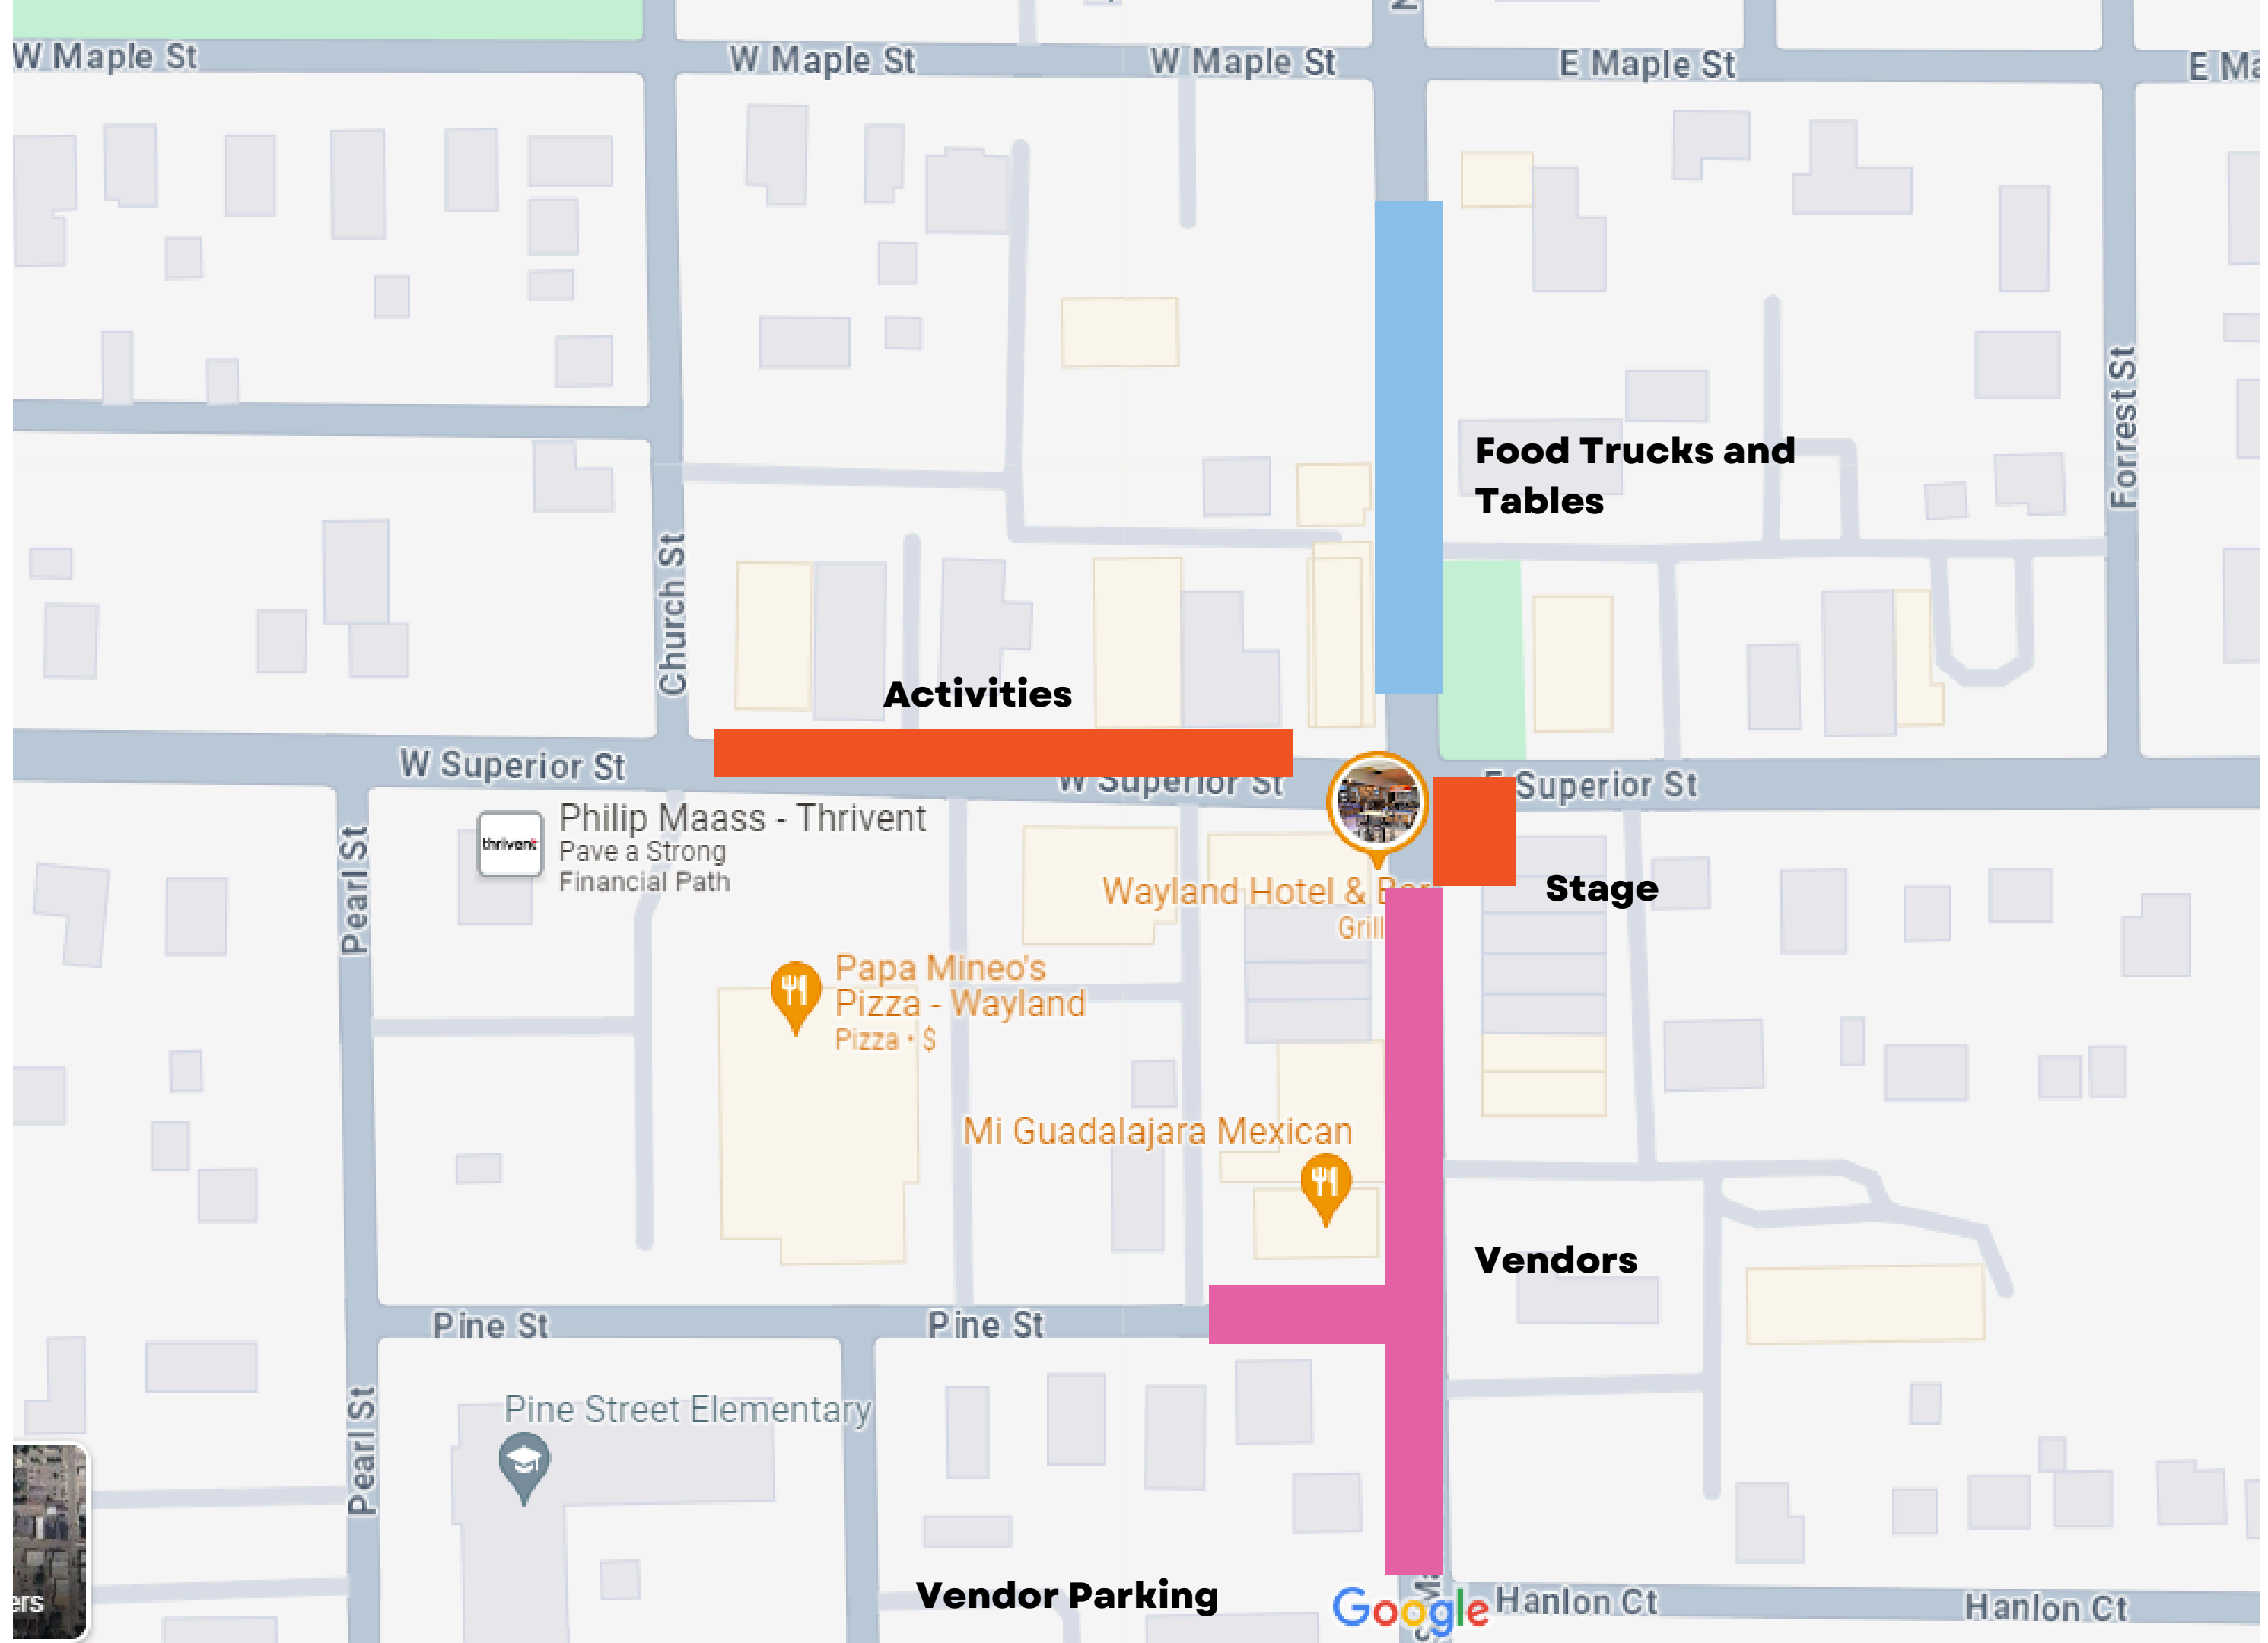 W Maple St
W Maple St
W Maple St
E Maple St
Food Trucks and
Tables
Forrest St
Church St
Activities
W Superior St
W Superior St
Superior St
Philip Maass - Thrivent
Pave a Strong
Financial Path
thrivent
Pearl St
Wayland Hotel &
Grill
Stage
Papa Mineo's
Pizza - Wayland
Pizza • $
Mi Guadalajara Mexican
Vendors
Pine St
Pine St
Pine Street Elementary
Pearl St
Vendor Parking
Google
Hanlon Ct
Hanlon Ct